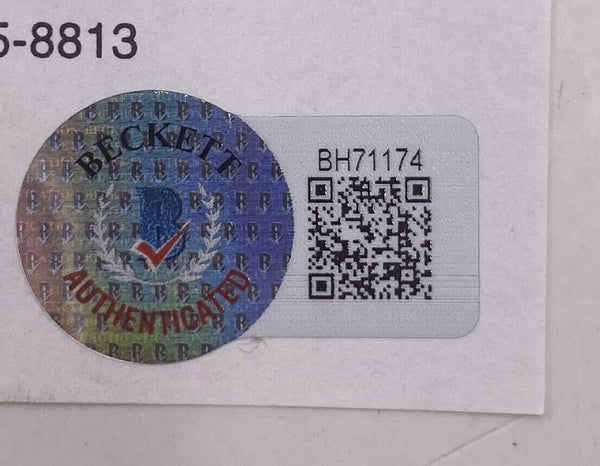 5-8813
BECKETT
B
AUTHENTICATED
BH71174